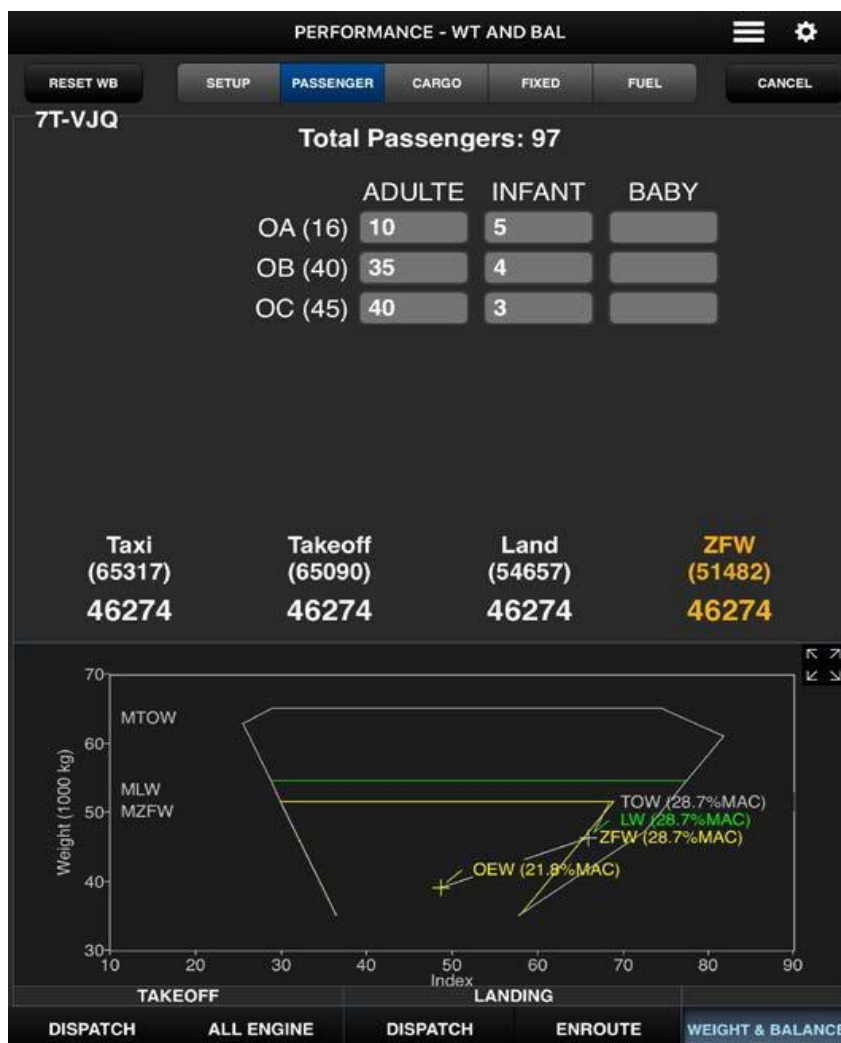 PERFORMANCE - WT AND BAL
RESET WB SETUP PASSENGER CARGO FIXED FUEL CANCEL
7T-VJQ
Total Passengers: 97
ADULTE INFANT BABY
OA (16) 10 5
OB (40) 35 4
OC (45) 40 3
Taxi Takeoff Land ZFW
(65317) (65090) (54657) (51482)
46274 46274 46274 46274
70
MTOW
60
MLW
50
MZFW
40
30
Weight (1000 kg)
TOW (28.7%MAC)
LW (28.7%MAC)
ZFW (28.7%MAC)
OEW (21.8%MAC)
10 20 30 40 50 60 70 80 90
Index
TAKEOFF LANDING
DISPATCH ALL ENGINE DISPATCH ENROUTE WEIGHT & BALANCE